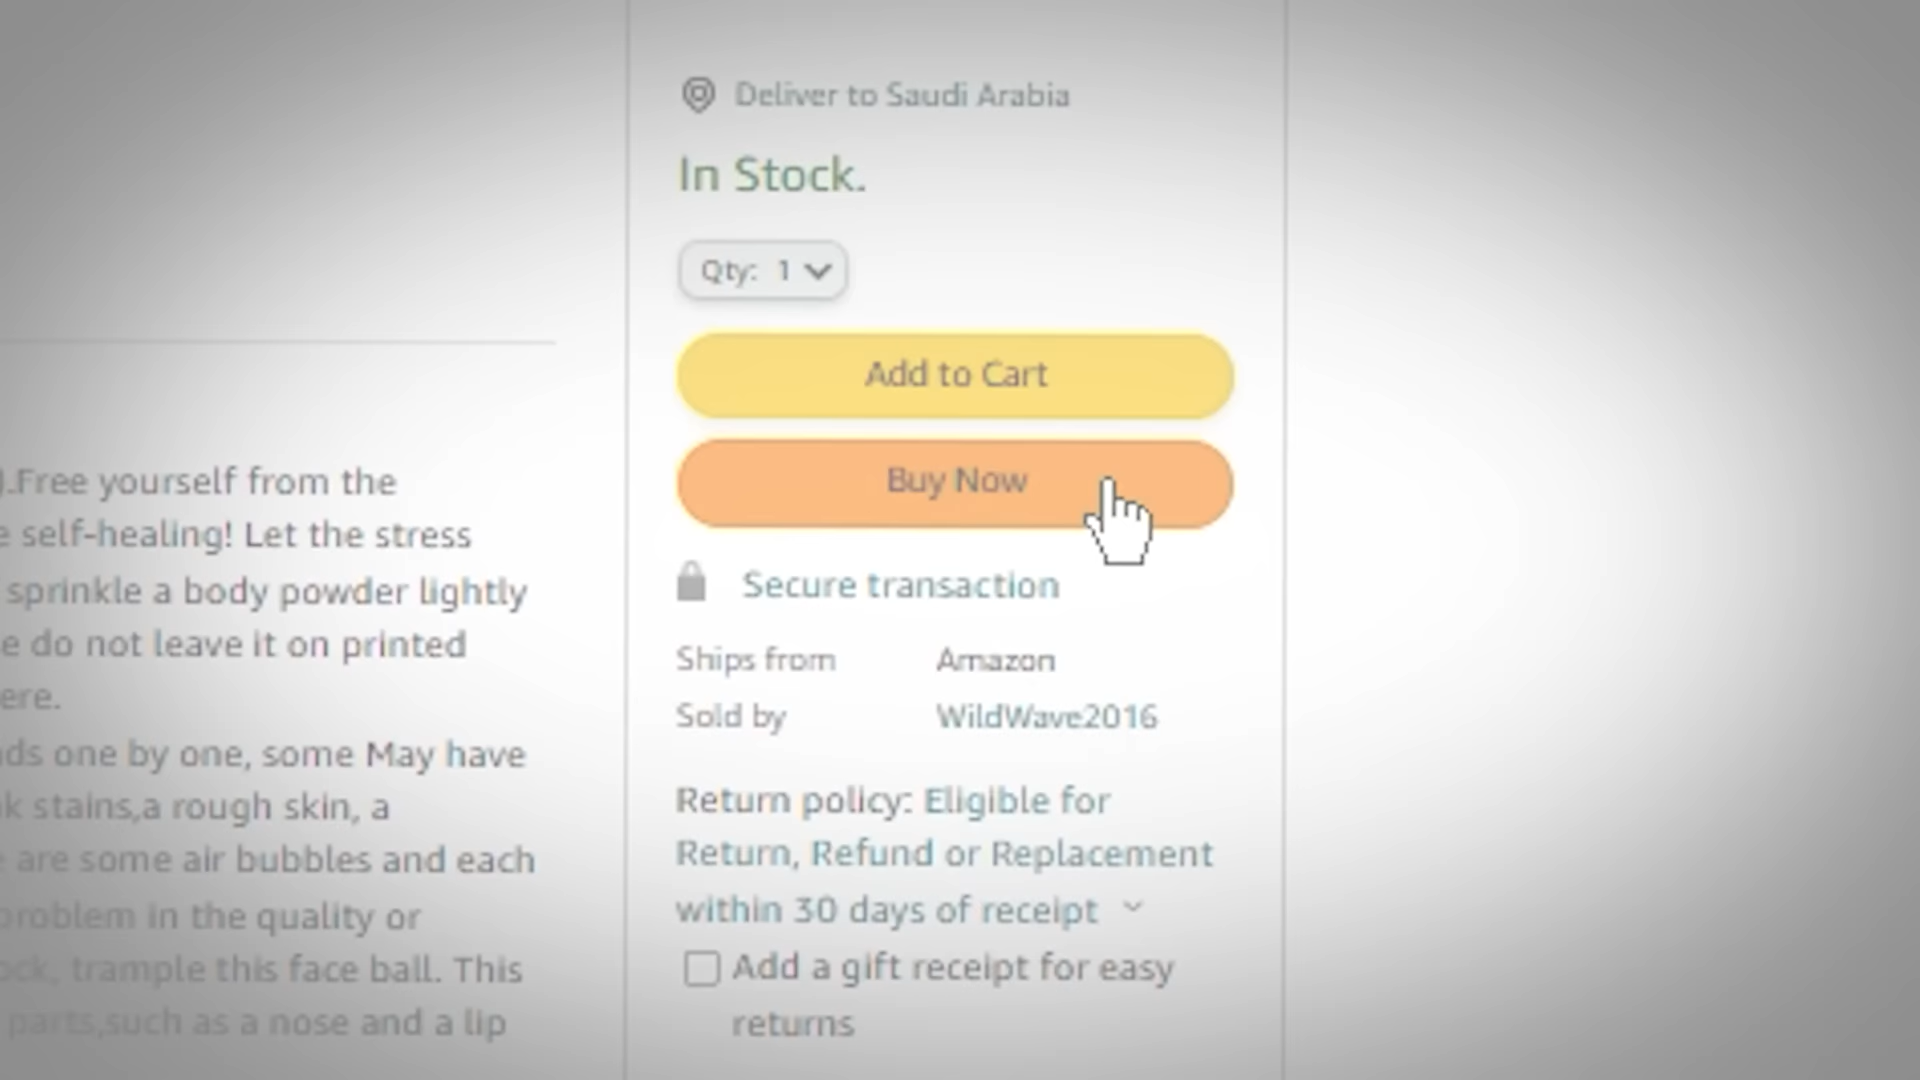 Deliver to Saudi Arabia
In Stock.
Qty: 1
Add to Cart
Buy Now
Secure transaction
Ships from Amazon
Sold by WildWave2016
Return policy: Eligible for
Return, Refund or Replacement
within 30 days of receipt
Add a gift receipt for easy
returns
.Free yourself from the
self-healing! Let the stress
sprinkle a body powder lightly
do not leave it on printed
one by one, some May have
stains,a rough skin, a
are some air bubbles and each
problem in the quality or
trample this face ball. This
parts,such as a nose and a lip